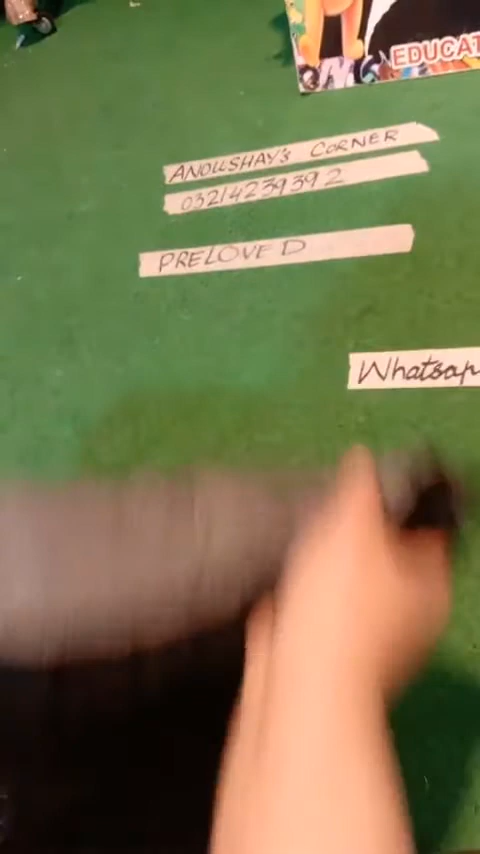 EDUCAT
ANOUSHAY'S CORNER
03214239392
PRELOVED
Whatsap